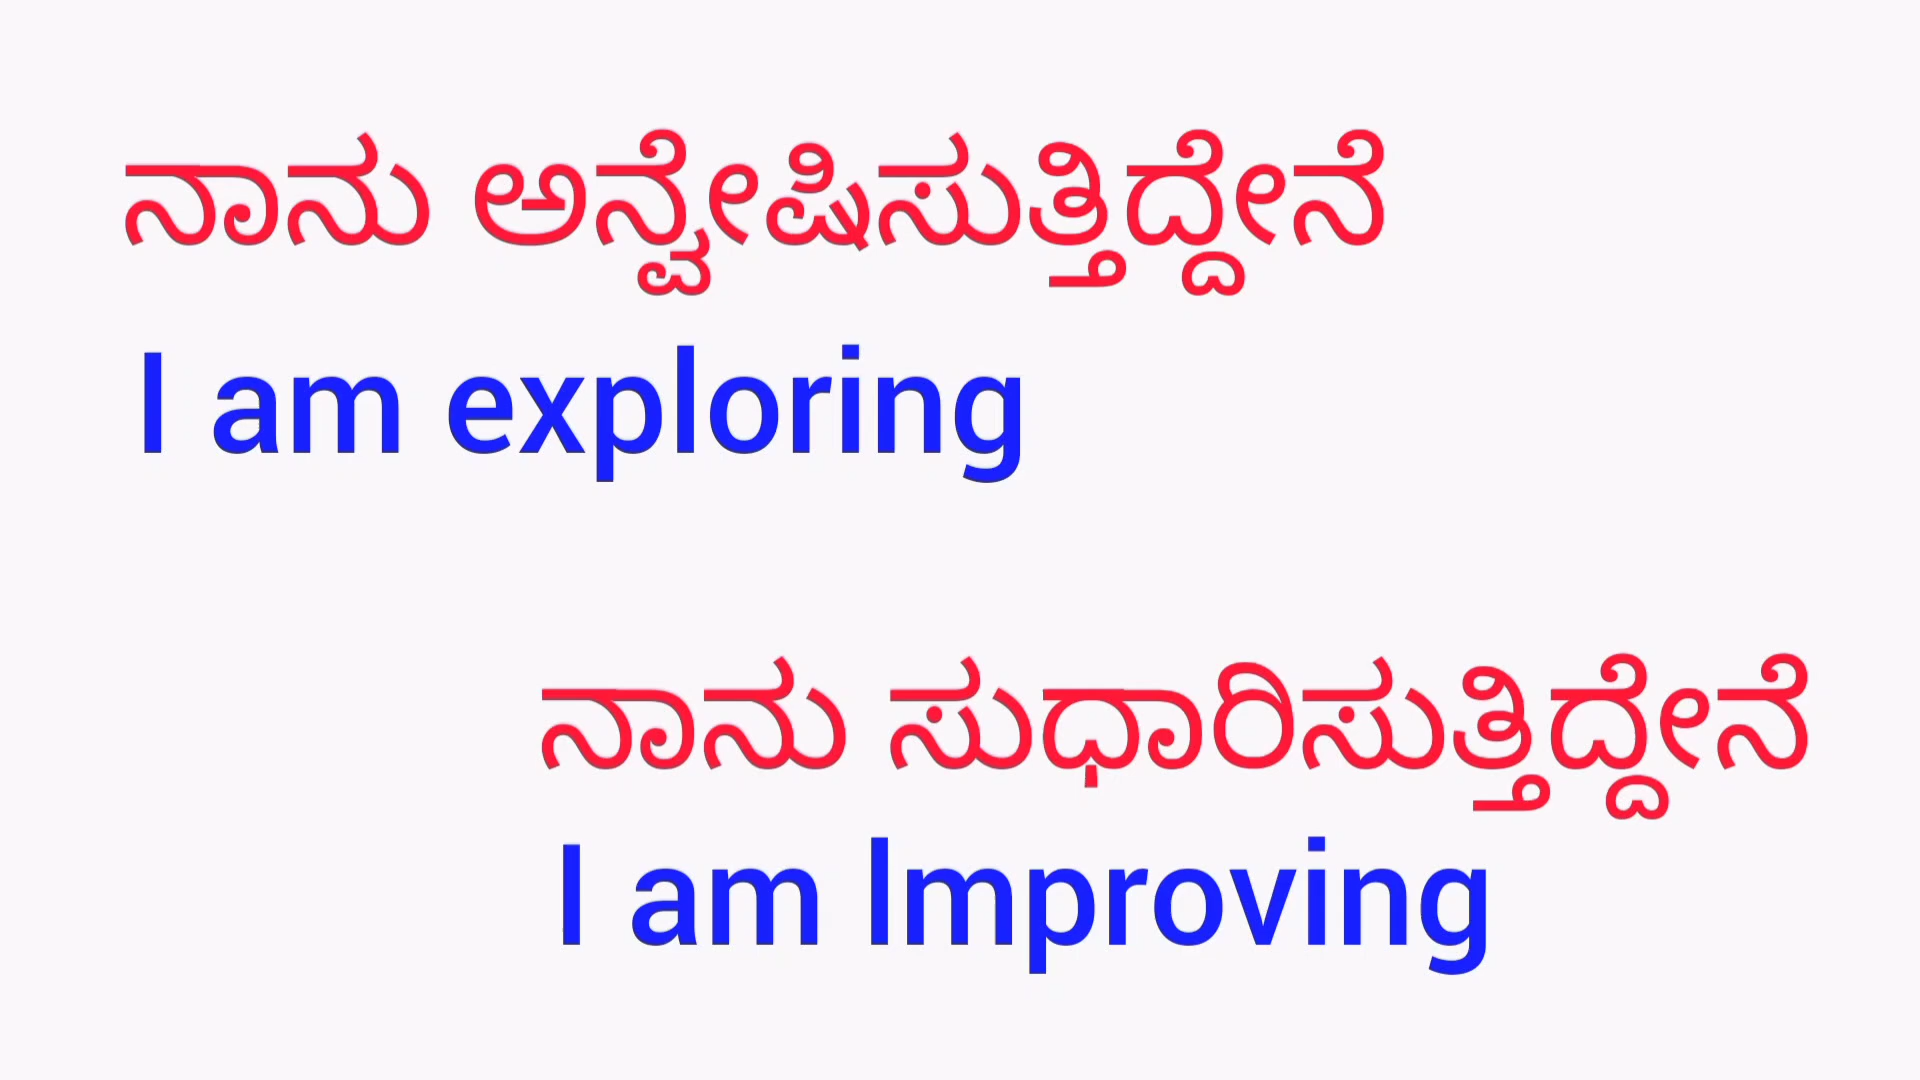 ನಾನು ಅನ್ವೇಷಿಸುತ್ತಿದ್ದೇನೆ
I am exploring
ನಾನು ಸುಧಾರಿಸುತ್ತಿದ್ದೇನೆ
I am Improving